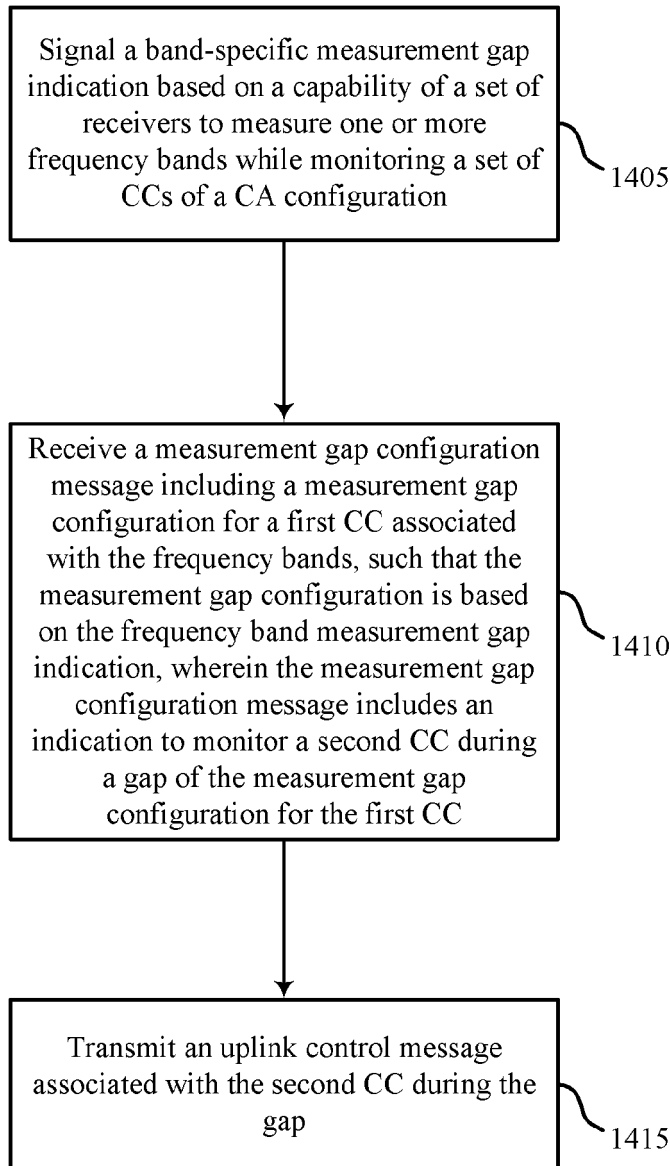 Signal a band-specific measurement gap
indication based on a capability of a set of
receivers to measure one or more
frequency bands while monitoring a set of
CCs of a CA configuration
1405
Receive a measurement gap configuration
message including a measurement gap
configuration for a first CC associated
with the frequency bands, such that the
measurement gap configuration is based
on the frequency band measurement gap
indication, wherein the measurement gap
configuration message includes an
indication to monitor a second CC during
a gap of the measurement gap
configuration for the first CC
1410
Transmit an uplink control message
associated with the second CC during the
gap
1415